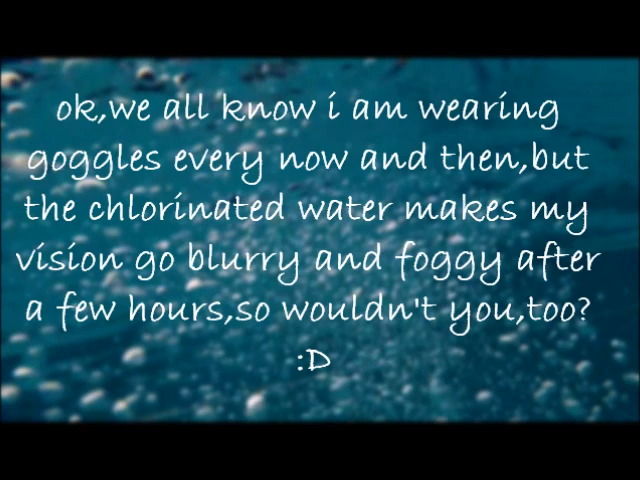 ok,we all know i am wearing
goggles every now and then,but
the chlorinated water makes my
vision go blurry and foggy after
a few hours,so wouldn't you,too?
:D